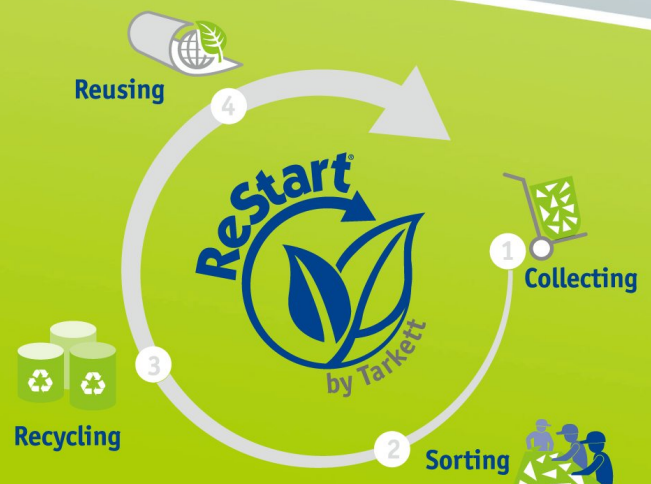 Reusing
4
ReStart®
1
Collecting
by Tarkett
3
Recycling
2
Sorting